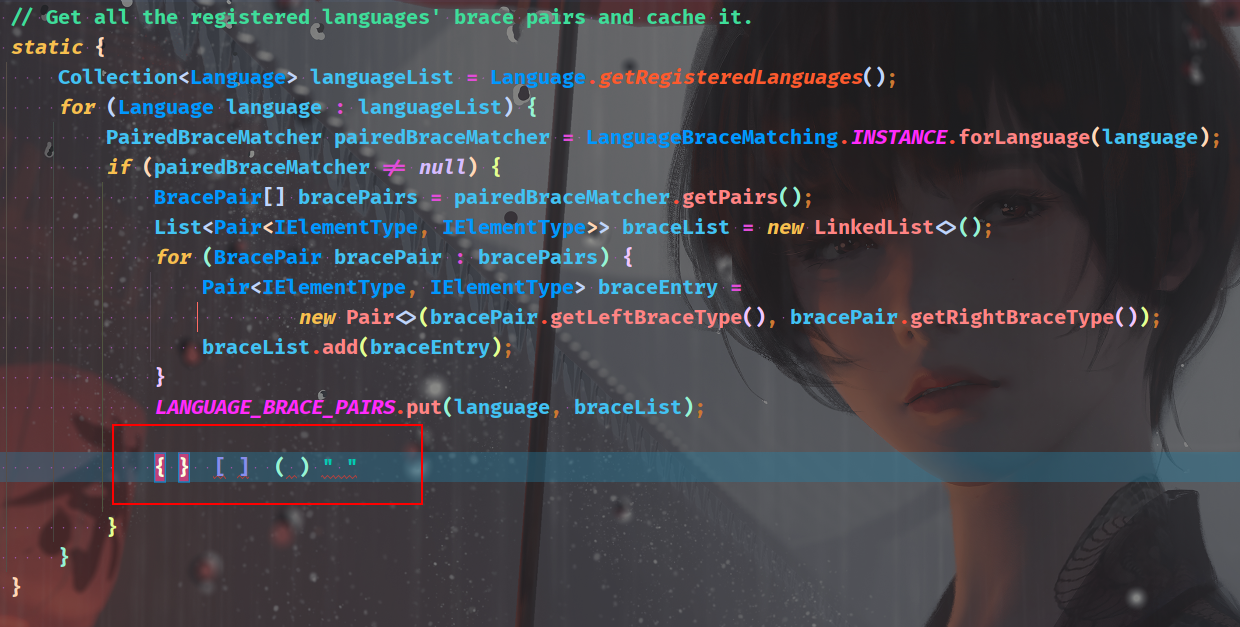 // Get all the registered languages' brace pairs and cache it.
static {
    Collection<Language> languageList = Language.getRegisteredLanguages();
    for (Language language : languageList) {
        PairedBraceMatcher pairedBraceMatcher = LanguageBraceMatching.INSTANCE.forLanguage(language);
        if (pairedBraceMatcher ≠ null) {
            BracePair[] bracePairs = pairedBraceMatcher.getPairs();
            List<Pair<IElementType, IElementType>> braceList = new LinkedList<>();
            for (BracePair bracePair : bracePairs) {
                Pair<IElementType, IElementType> braceEntry =
                        new Pair<>(bracePair.getLeftBraceType(), bracePair.getRightBraceType());
                braceList.add(braceEntry);
            }
            LANGUAGE_BRACE_PAIRS.put(language, braceList);
            { }  [ ]  ( ) " "
        }
    }
}